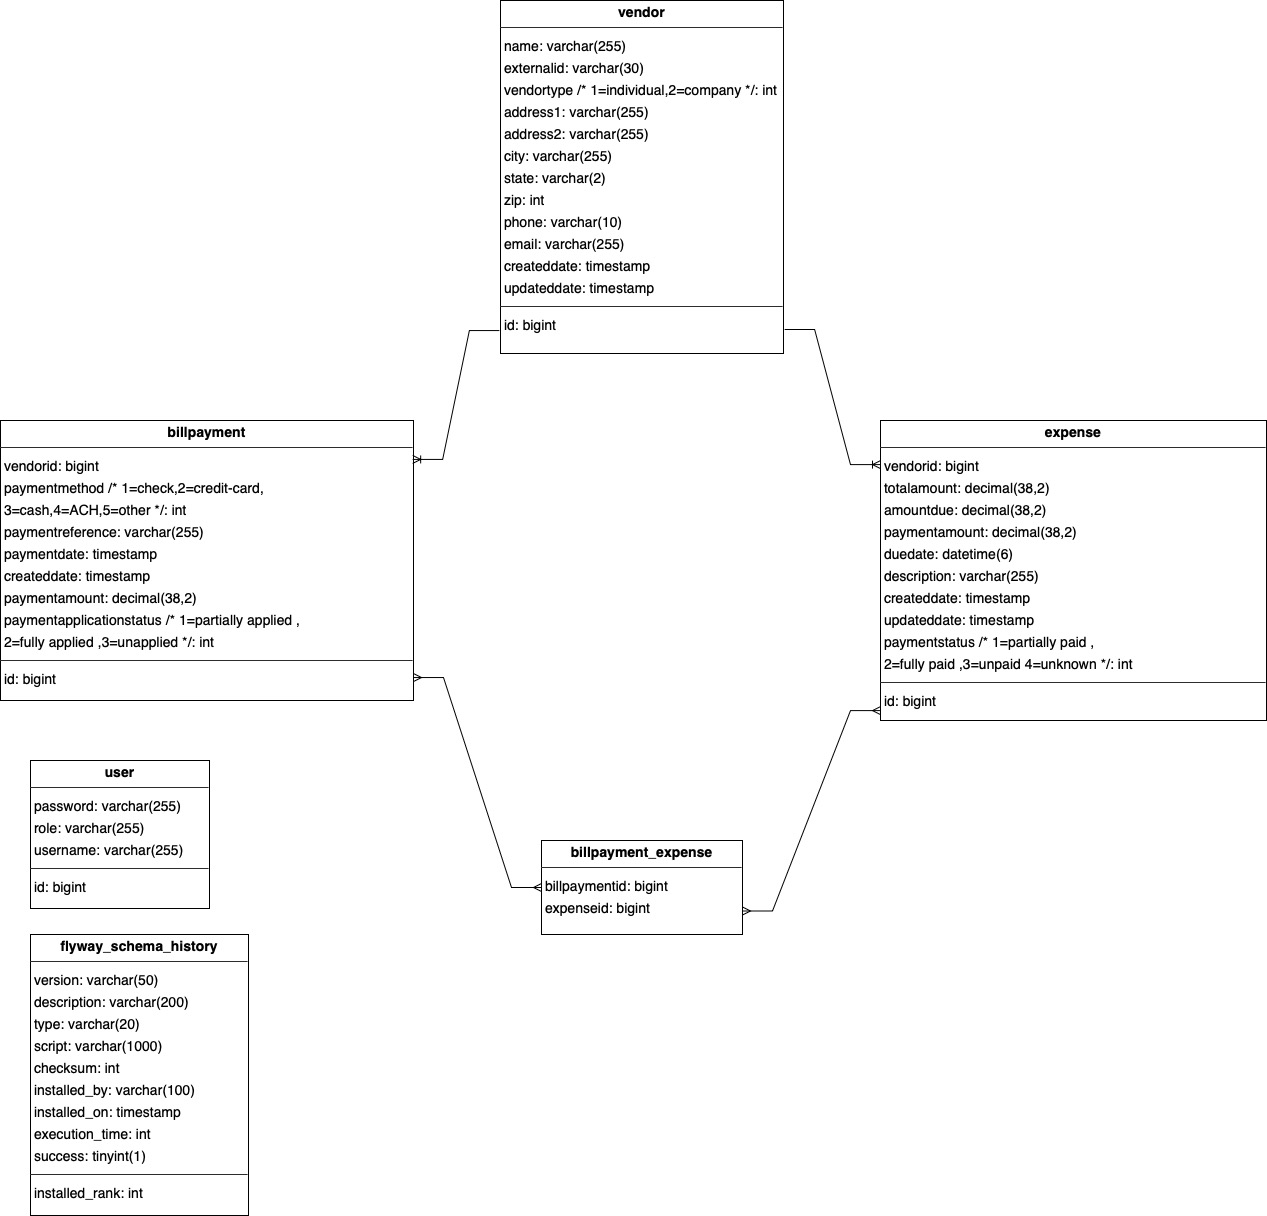 vendor
name: varchar(255)
externalid: varchar(30)
vendortype /* 1=individual,2=company */: int
address1: varchar(255)
address2: varchar(255)
city: varchar(255)
state: varchar(2)
zip: int
phone: varchar(10)
email: varchar(255)
createddate: timestamp
updateddate: timestamp
id: bigint
billpayment
vendorid: bigint
paymentmethod /* 1=check,2=credit-card,
3=cash,4=ACH,5=other */: int
paymentreference: varchar(255)
paymentdate: timestamp
createddate: timestamp
paymentamount: decimal(38,2)
paymentapplicationstatus /* 1=partially applied ,
2=fully applied ,3=unapplied */: int
id: bigint
expense
vendorid: bigint
totalamount: decimal(38,2)
amountdue: decimal(38,2)
paymentamount: decimal(38,2)
duedate: datetime(6)
description: varchar(255)
createddate: timestamp
updateddate: timestamp
paymentstatus /* 1=partially paid ,
2=fully paid ,3=unpaid 4=unknown */: int
id: bigint
user
password: varchar(255)
role: varchar(255)
username: varchar(255)
id: bigint
billpayment_expense
billpaymentid: bigint
expenseid: bigint
flyway_schema_history
version: varchar(50)
description: varchar(200)
type: varchar(20)
script: varchar(1000)
checksum: int
installed_by: varchar(100)
installed_on: timestamp
execution_time: int
success: tinyint(1)
installed_rank: int